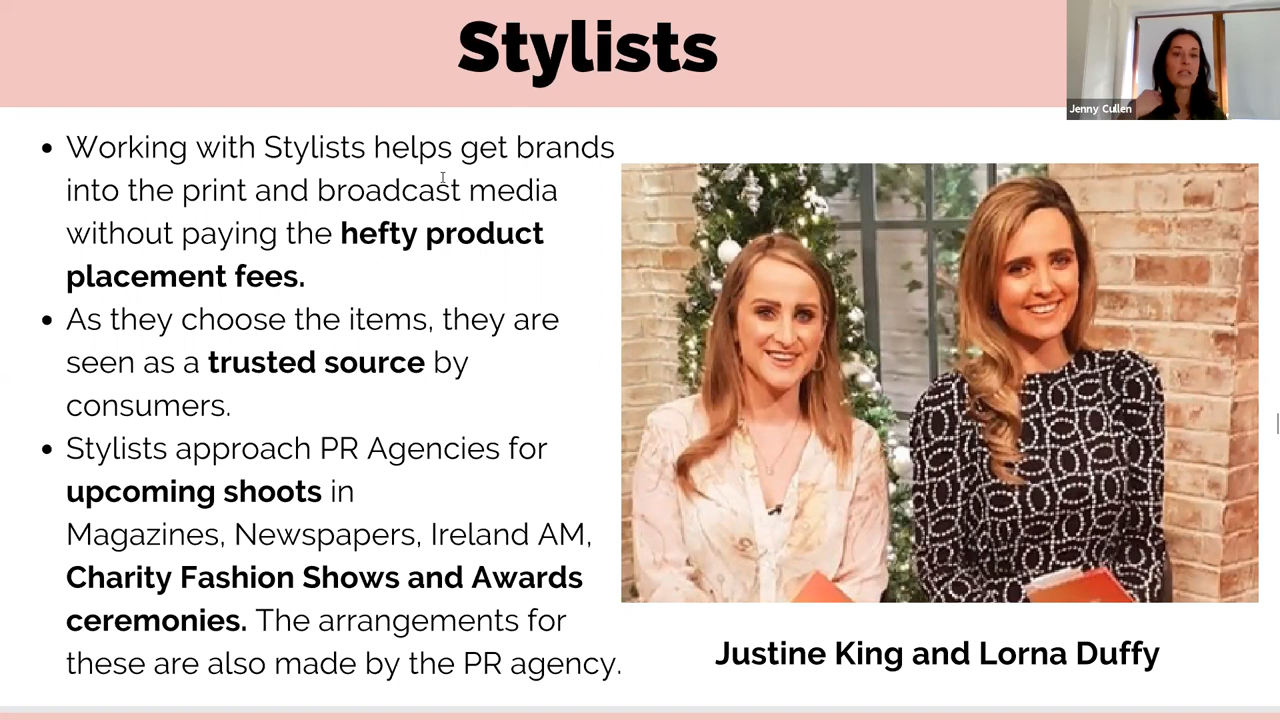 Stylists
Jenny Cullen
• Working with Stylists helps get brands
into the print and broadcast media
without paying the hefty product
placement fees.
• As they choose the items, they are
seen as a trusted source by
consumers.
• Stylists approach PR Agencies for
upcoming shoots in
Magazines, Newspapers, Ireland AM,
Charity Fashion Shows and Awards
ceremonies. The arrangements for
these are also made by the PR agency.
Justine King and Lorna Duffy